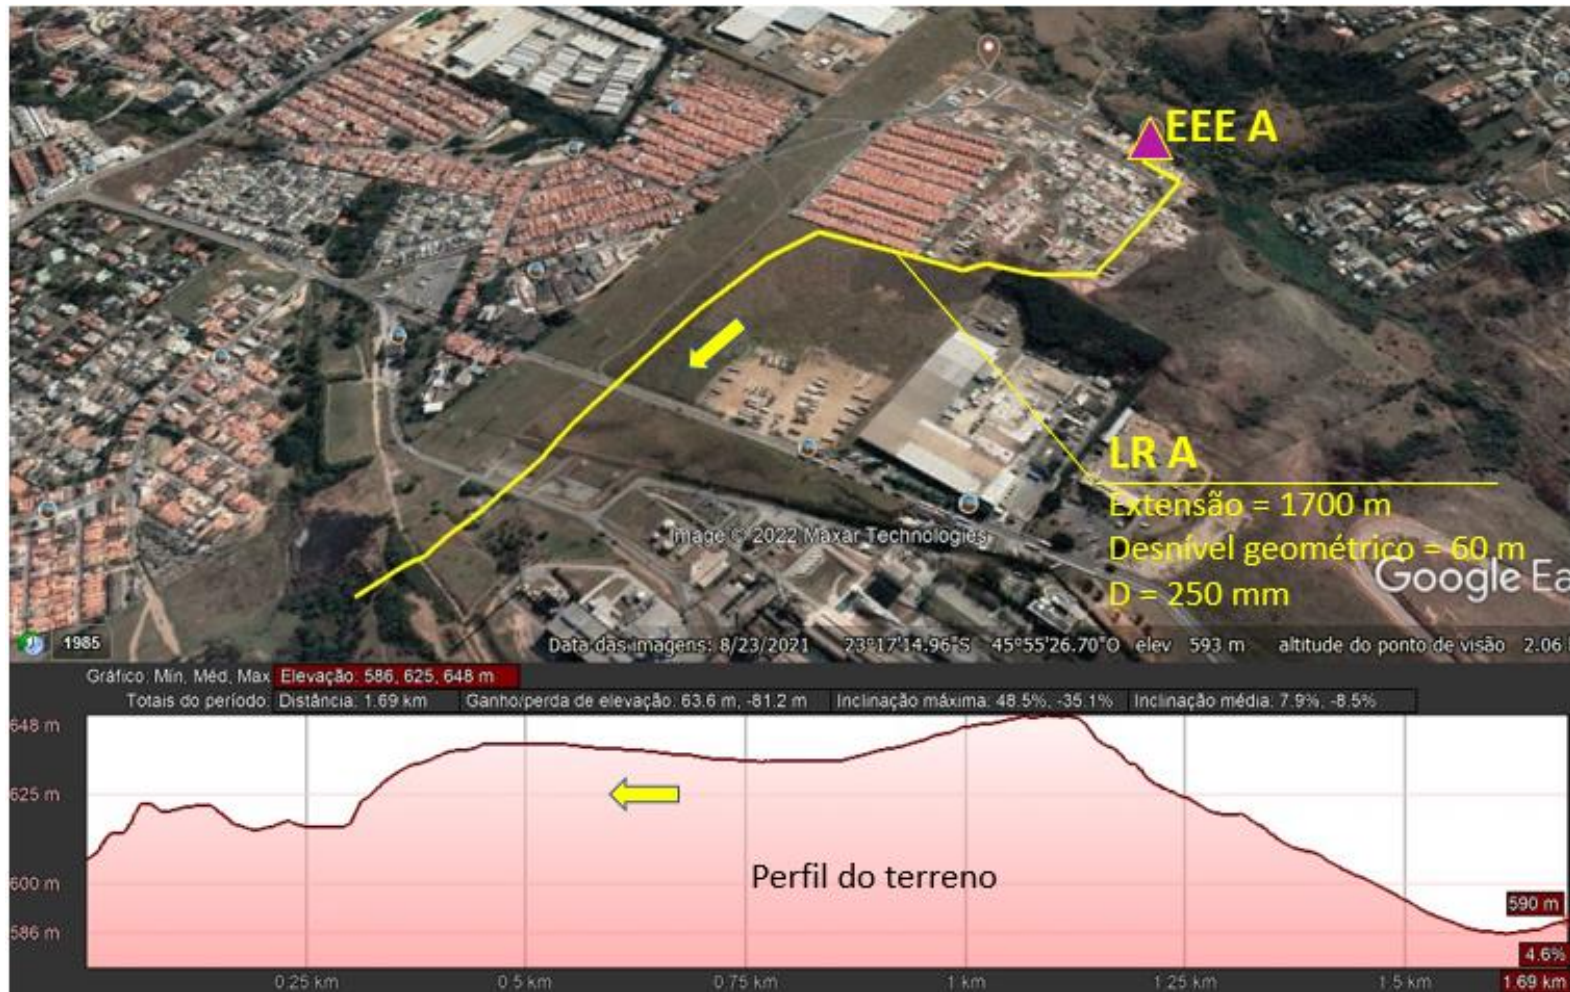 EEE A
LR A
Extensão = 1700 m
Desnível geométrico = 60 m
D = 250 mm
Image © 2022 Maxar Technologies
Google Ea
1985
Data das imagens: 8/23/2021 23°17'14.96"S 45°55'26.70"O elev 593 m altitude do ponto de visão 2.06
Gráfico: Mín, Méd, Max Elevação: 586, 625, 648 m
Totais do período: Distância: 1.69 km Ganho/perda de elevação: 63.6 m, -81.2 m Inclinação máxima: 48.5%, -35.1% Inclinação média: 7.9%, -8.5%
648 m
625 m
600 m
586 m
Perfil do terreno
590 m
4.6%
0.25 km 0.5 km 0.75 km 1 km 1.25 km 1.5 km 1.69 km